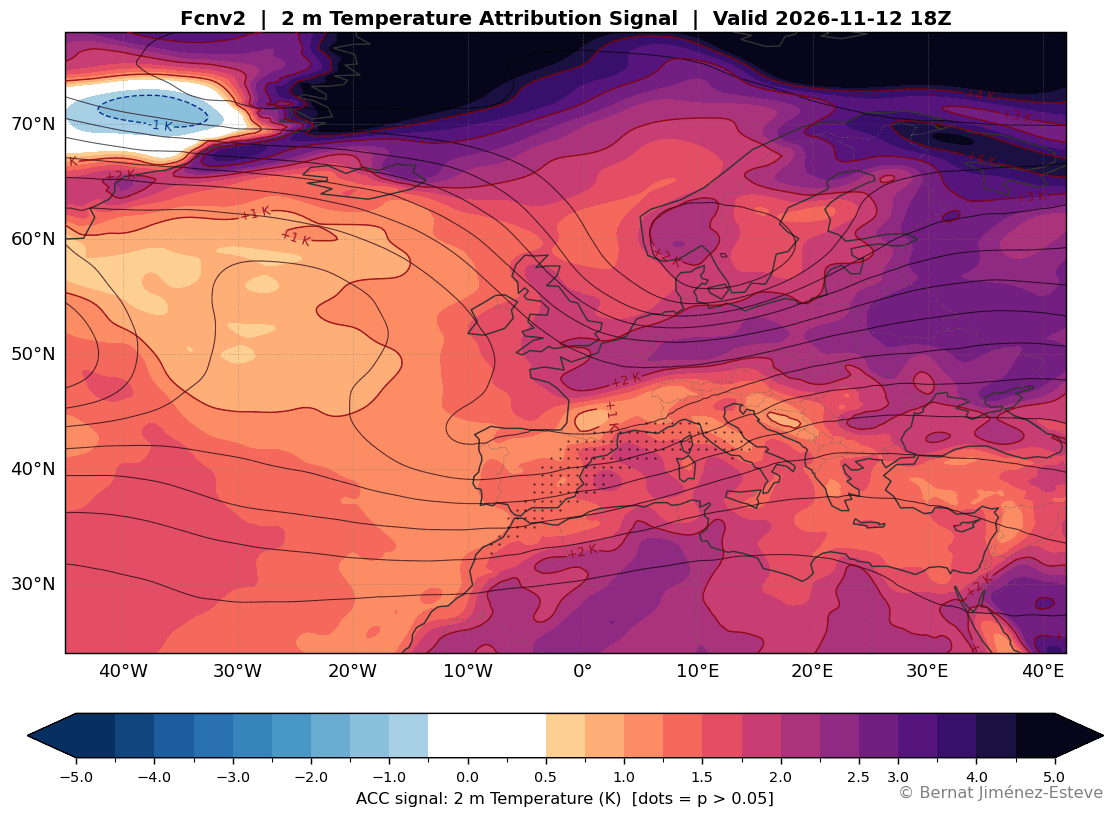 Fcnv2 | 2 m Temperature Attribution Signal | Valid 2026-11-12 18Z
70°N
60°N
50°N
40°N
30°N
-1 K
K
+2 K
+1 K
+1 K
+2 K
+2 K
+1 K
+2 K
+3 K
+3 K
+2 K
40°W
30°W
20°W
10°W
0°
10°E
20°E
30°E
40°E
−5.0
−4.0
−3.0
−2.0
−1.0
0.0
0.5
1.0
1.5
2.0
2.5
3.0
4.0
5.0
ACC signal: 2 m Temperature (K) [dots = p > 0.05]
© Bernat Jiménez-Esteve